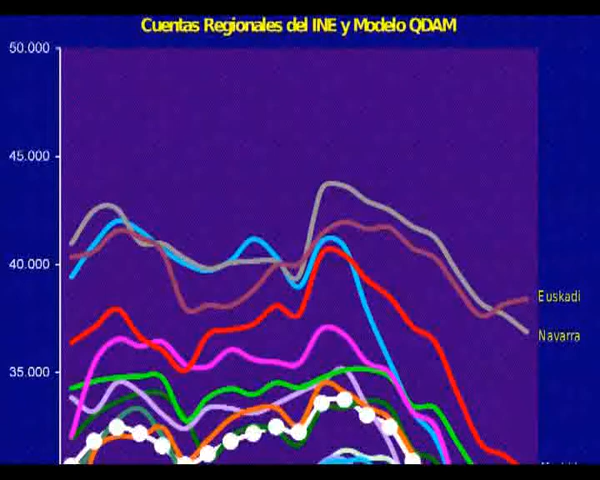 Cuentas Regionales del INE y Modelo QDAM
50.000
45.000
40.000
Euskadi
Navarra
35.000